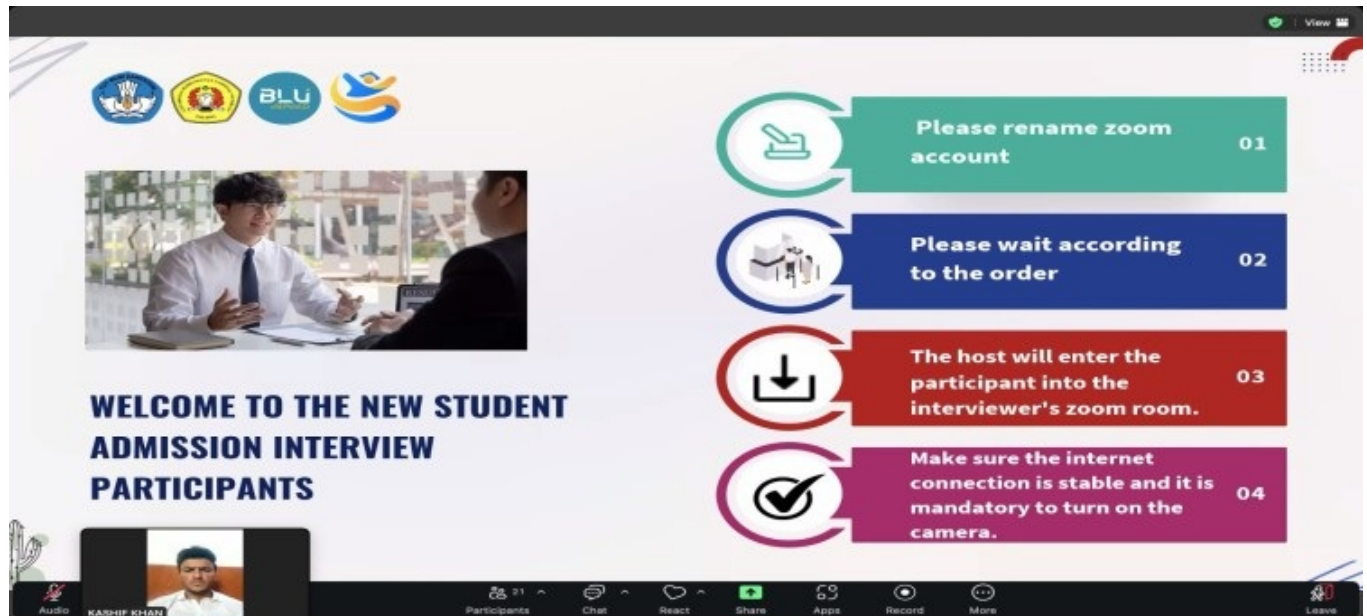 View
BLU
Please rename zoom
account
01
Please wait according
to the order
02
The host will enter the
participant into the
interviewer's zoom room.
03
Make sure the internet
connection is stable and it is
mandatory to turn on the
camera.
04
WELCOME TO THE NEW STUDENT
ADMISSION INTERVIEW
PARTICIPANTS
KASHIF KHAN
Audio
21
Participants
Chat
React
Share
Apps
Record
More
Leave